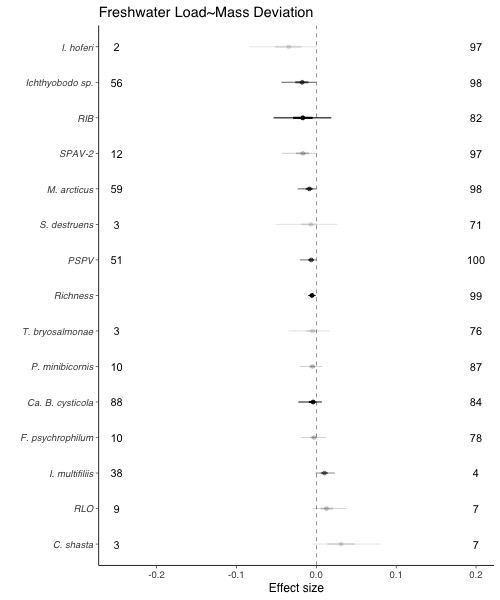 Freshwater Load~Mass Deviation
I. hoferi 2 97
Ichthyobodo sp. 56 98
RIB 82
SPAV-2 12 97
M. arcticus 59 98
S. destruens 3 71
PSPV 51 100
Richness 99
T. bryosalmonae 3 76
P. minibicornis 10 87
Ca. B. cysticola 88 84
F. psychrophilum 10 78
I. multifiliis 38 4
RLO 9 7
C. shasta 3 7
-0.2 -0.1 0.0 0.1 0.2
Effect size